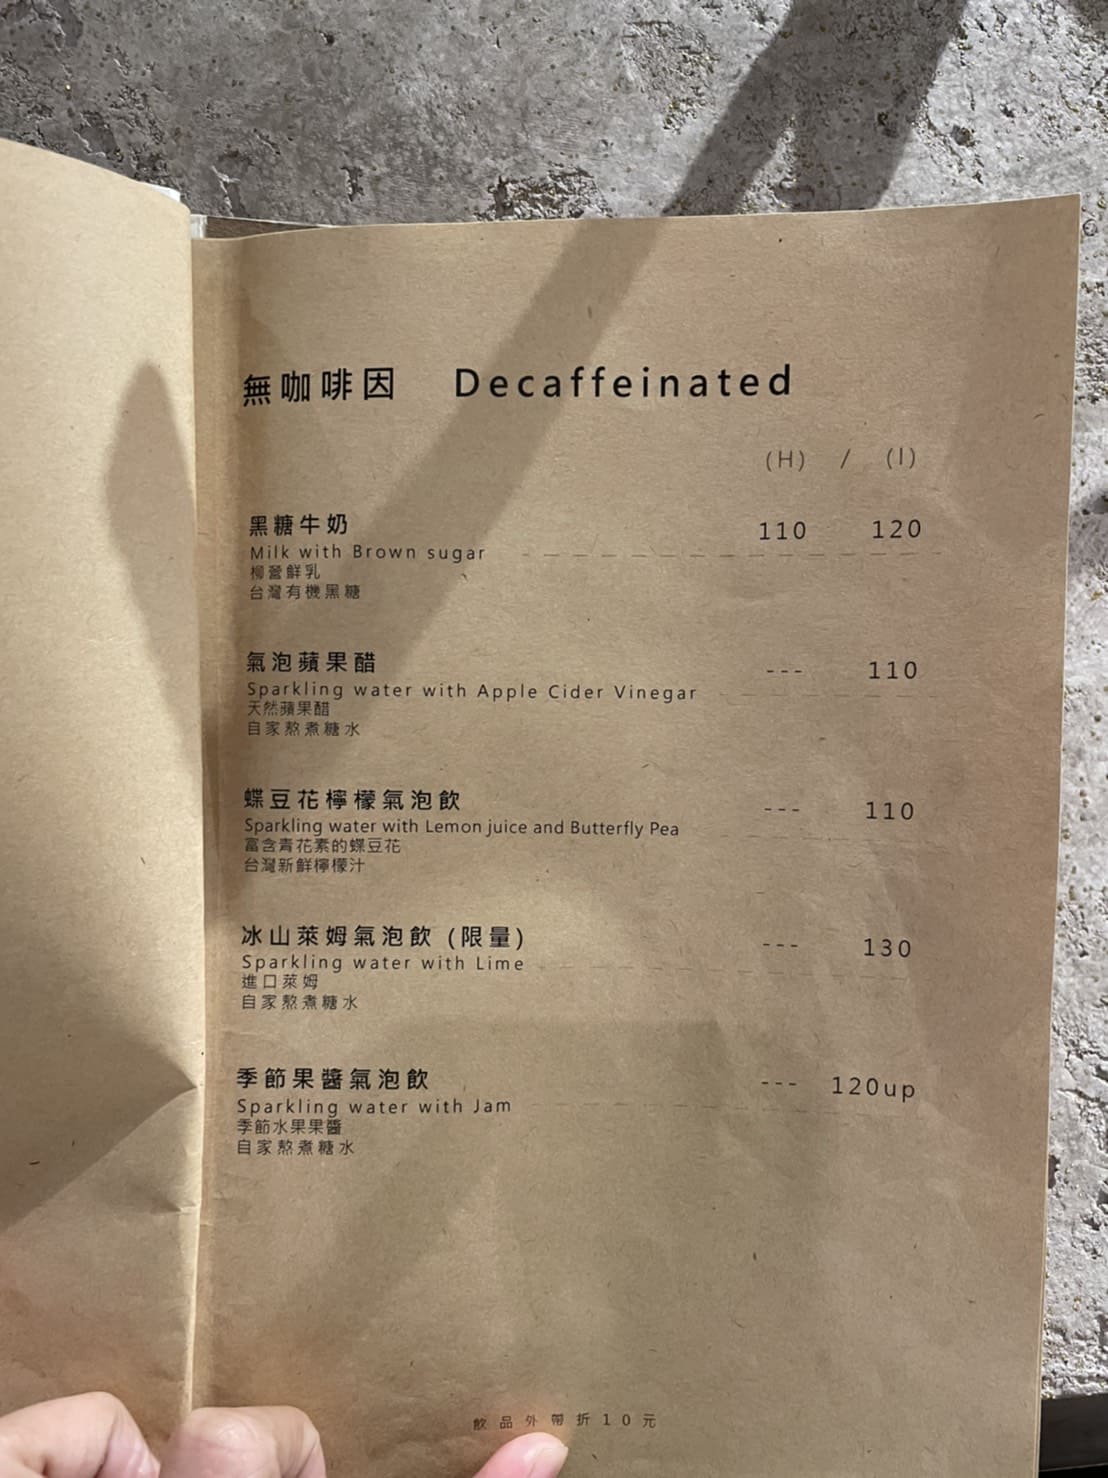 無咖啡因 Decaffeinated
(H) / (I)
黑糖牛奶 110 120
Milk with Brown sugar
柳營鮮乳
台灣有機黑糖
氣泡蘋果醋 --- 110
Sparkling water with Apple Cider Vinegar
天然蘋果醋
自家熬煮糖水
蝶豆花檸檬氣泡飲 --- 110
Sparkling water with Lemon juice and Butterfly Pea
富含青花素的蝶豆花
台灣新鮮檸檬汁
冰山萊姆氣泡飲 (限量) --- 130
Sparkling water with Lime
進口萊姆
自家熬煮糖水
季節果醬氣泡飲 --- 120up
Sparkling water with Jam
季節水果果醬
自家熬煮糖水
飲品外帶折10元